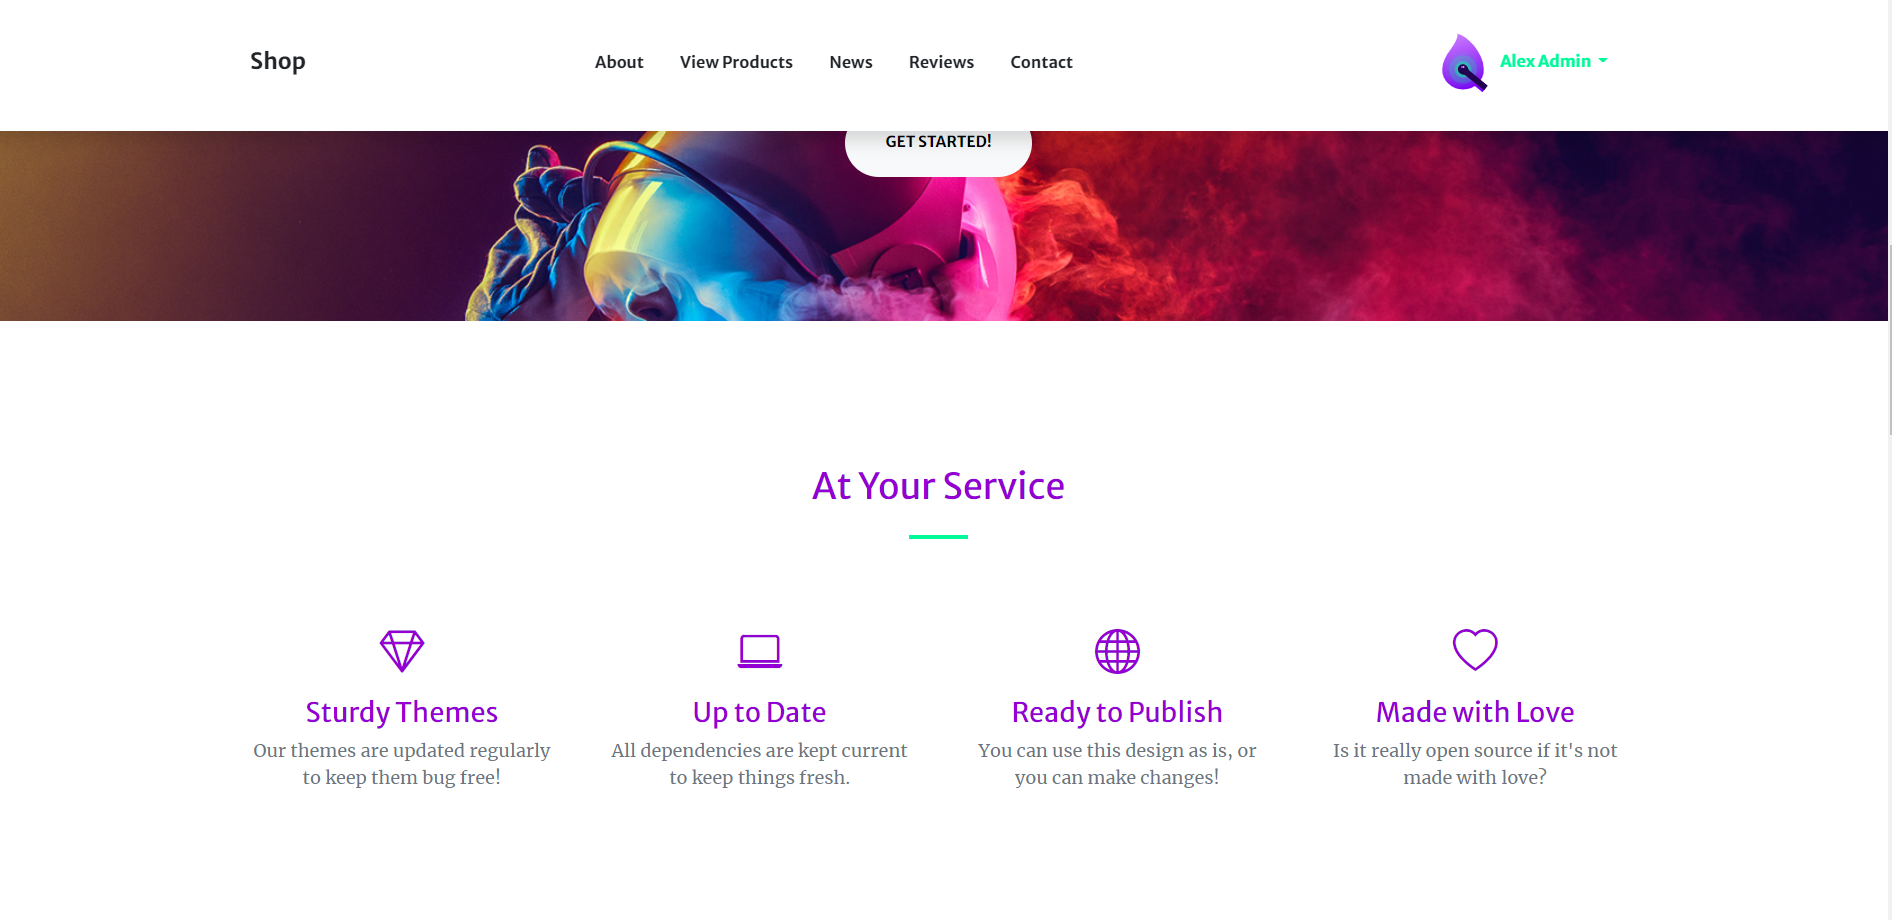 Shop
About
View Products
News
Reviews
Contact
Alex Admin
GET STARTED!
At Your Service
Sturdy Themes
Our themes are updated regularly
to keep them bug free!
Up to Date
All dependencies are kept current
to keep things fresh.
Ready to Publish
You can use this design as is, or
you can make changes!
Made with Love
Is it really open source if it's not
made with love?